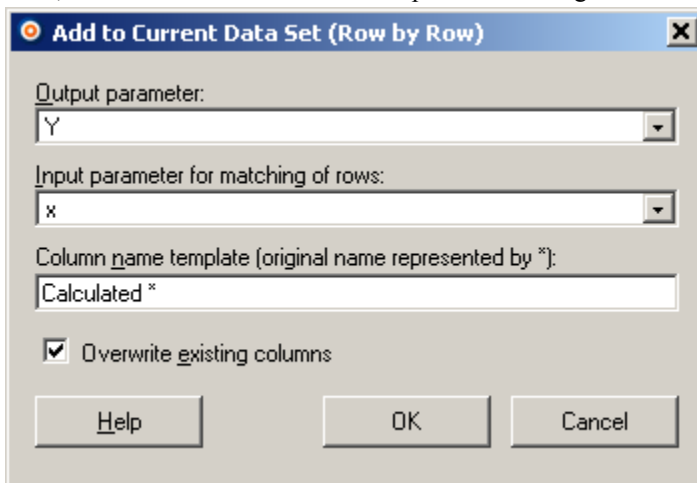 Add to Current Data Set (Row by Row)
Output parameter:
Y
Input parameter for matching of rows:
x
Column name template (original name represented by *):
Calculated *
Overwrite existing columns
Help OK Cancel